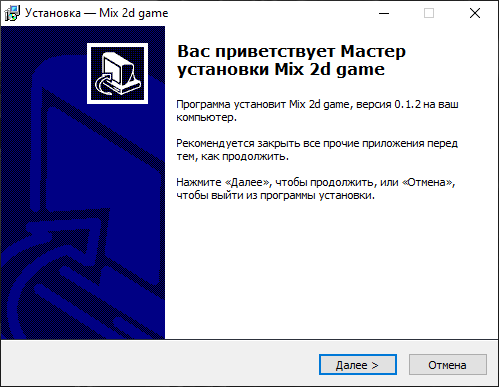 Установка — Mix 2d game
Вас приветствует Мастер
установки Mix 2d game
Программа установит Mix 2d game, версия 0.1.2 на ваш
компьютер.
Рекомендуется закрыть все прочие приложения перед
тем, как продолжить.
Нажмите «Далее», чтобы продолжить, или «Отмена»,
чтобы выйти из программы установки.
Далее >
Отмена